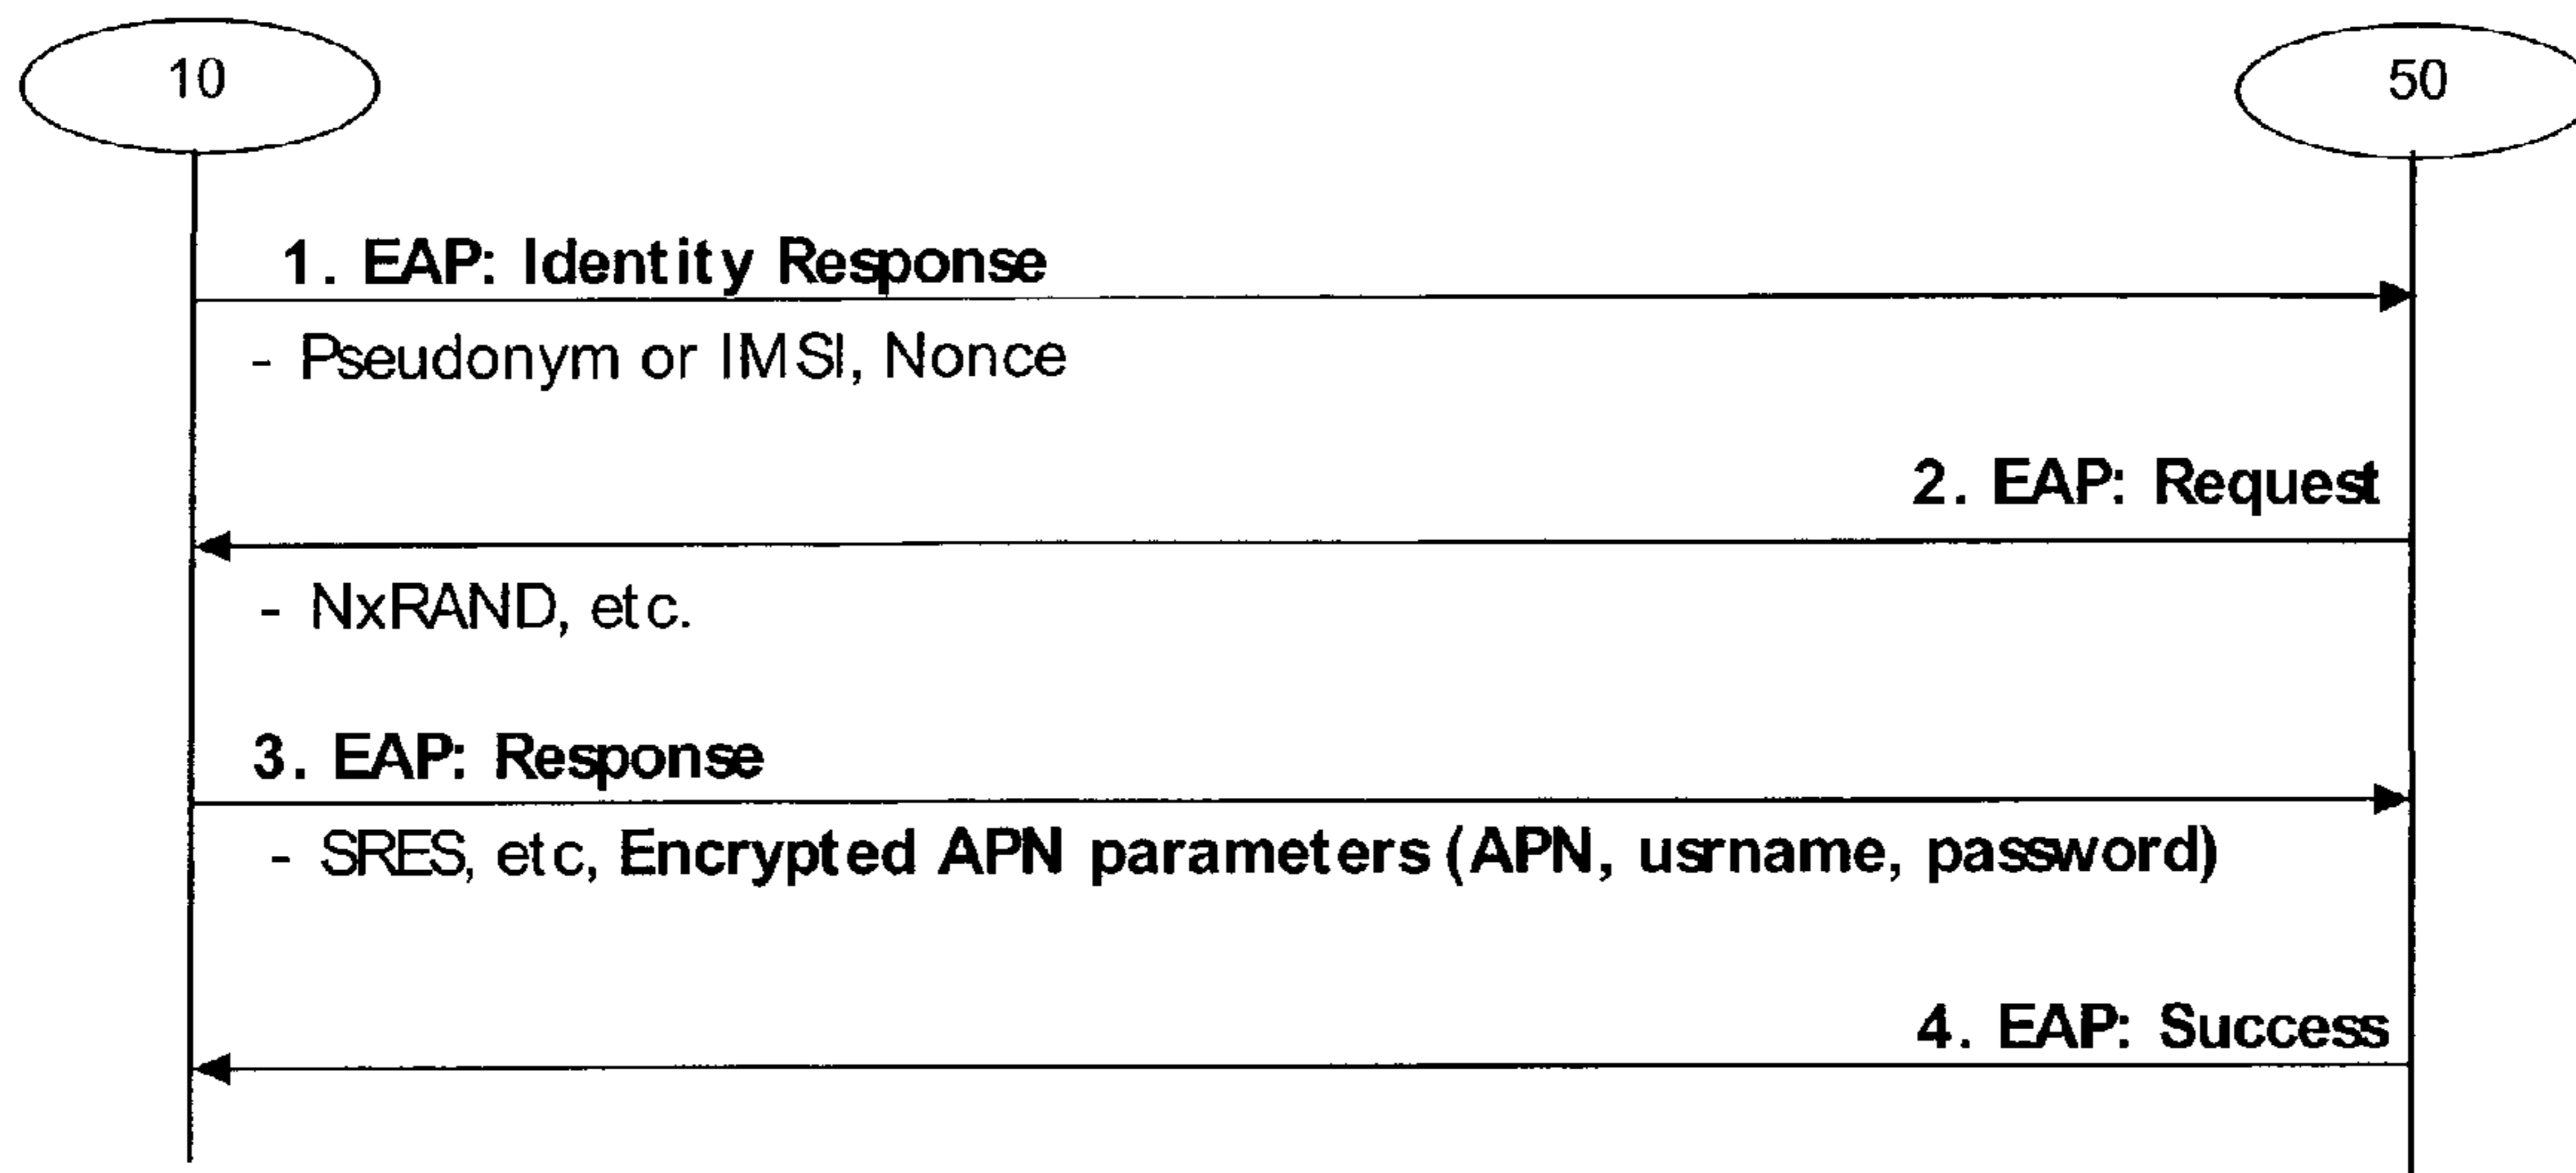 10
50
1. EAP: Identity Response
- Pseudonym or IMSI, Nonce
2. EAP: Request
- NxRAND, etc.
3. EAP: Response
- SRES, etc, Encrypted APN parameters (APN, usrname, password)
4. EAP: Success